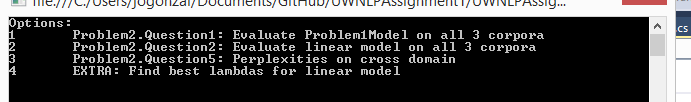 file:///C:/Users/jogonzal/Documents/GitHub/UWNLPAssignment1/UWNLPAssig...
Options:
1 Problem2.Question1: Evaluate Problem1Model on all 3 corpora
2 Problem2.Question2: Evaluate linear model on all 3 corpora
3 Problem2.Question5: Perplexities on cross domain
4 EXTRA: Find best lambdas for linear model
cs